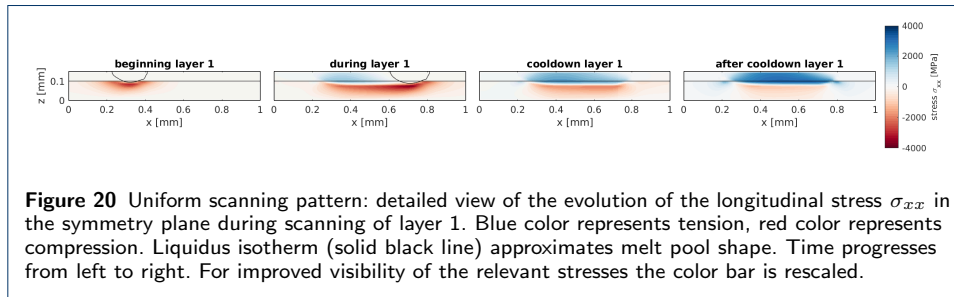 beginning layer 1
during layer 1
cooldown layer 1
after cooldown layer 1
z [mm]
0.1
0
0 0.2 0.4 0.6 0.8 1
x [mm]
0 0.2 0.4 0.6 0.8 1
x [mm]
0 0.2 0.4 0.6 0.8 1
x [mm]
0 0.2 0.4 0.6 0.8 1
x [mm]
4000
2000
0
-2000
-4000
stress σxx [MPa]
Figure 20 Uniform scanning pattern: detailed view of the evolution of the longitudinal stress σxx in
the symmetry plane during scanning of layer 1. Blue color represents tension, red color represents
compression. Liquidus isotherm (solid black line) approximates melt pool shape. Time progresses
from left to right. For improved visibility of the relevant stresses the color bar is rescaled.